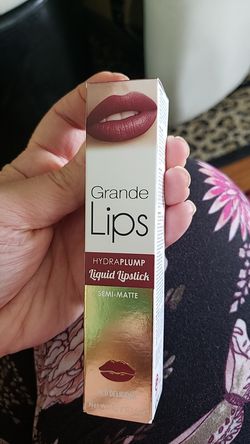 Grande
Lips
HYDRAPLUMP
Liquid Lipstick
SEMI-MATTE